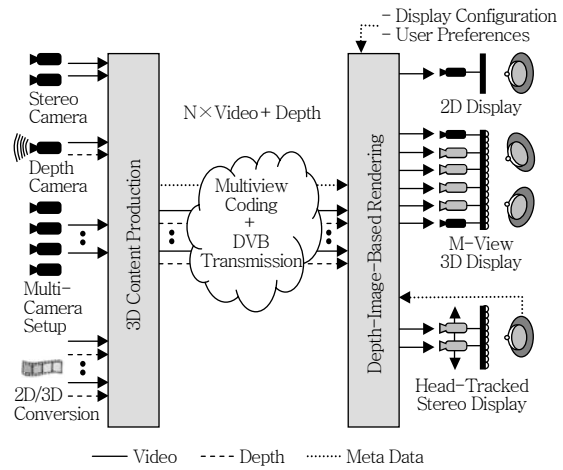 - Display Configuration
- User Preferences
Stereo
Camera
Depth
Camera
Multi-
Camera
Setup
2D/3D
Conversion
3D Content Production
N×Video+Depth
Multiview
Coding
+
DVB
Transmission
Depth-Image-Based Rendering
2D Display
M-View
3D Display
Head-Tracked
Stereo Display
Video
Depth
Meta Data